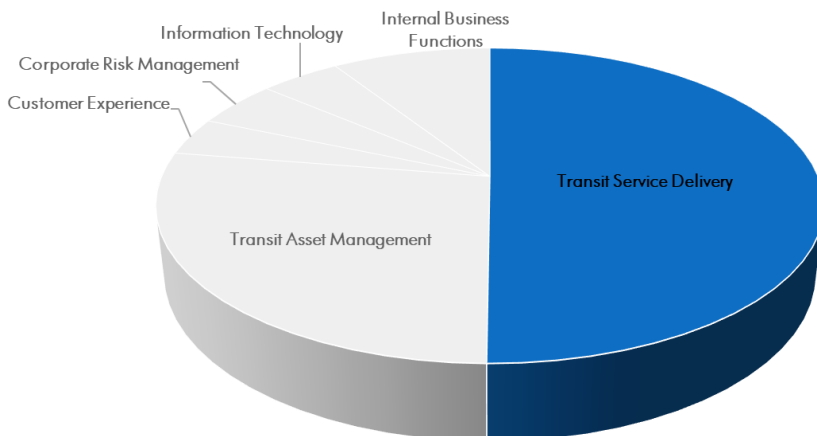 Internal Business
Functions
Information Technology
Corporate Risk Management
Customer Experience
Transit Service Delivery
Transit Asset Management